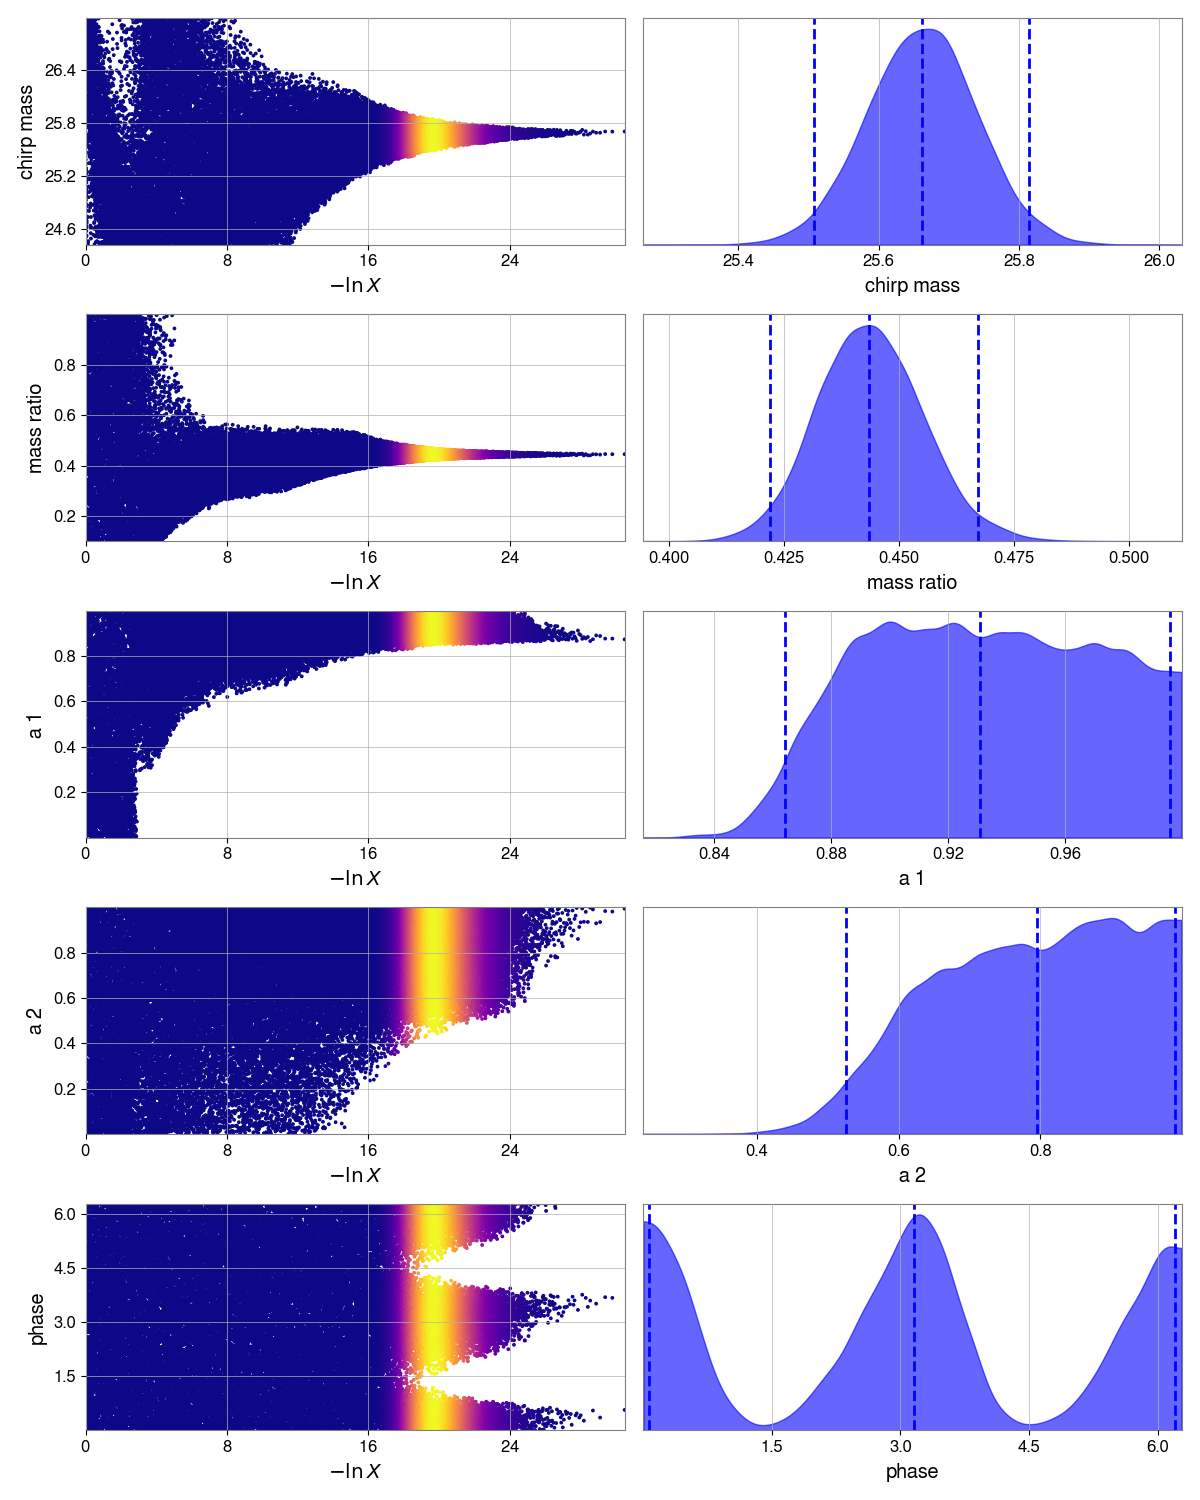 chirp mass
26.4
25.8
25.2
24.6
0 8 16 24
−ln X
25.4 25.6 25.8 26.0
chirp mass
mass ratio
0.8
0.6
0.4
0.2
0 8 16 24
−ln X
0.400 0.425 0.450 0.475 0.500
mass ratio
a 1
0.8
0.6
0.4
0.2
0 8 16 24
−ln X
0.84 0.88 0.92 0.96
a 1
a 2
0.8
0.6
0.4
0.2
0 8 16 24
−ln X
0.4 0.6 0.8
a 2
phase
6.0
4.5
3.0
1.5
0 8 16 24
−ln X
1.5 3.0 4.5 6.0
phase